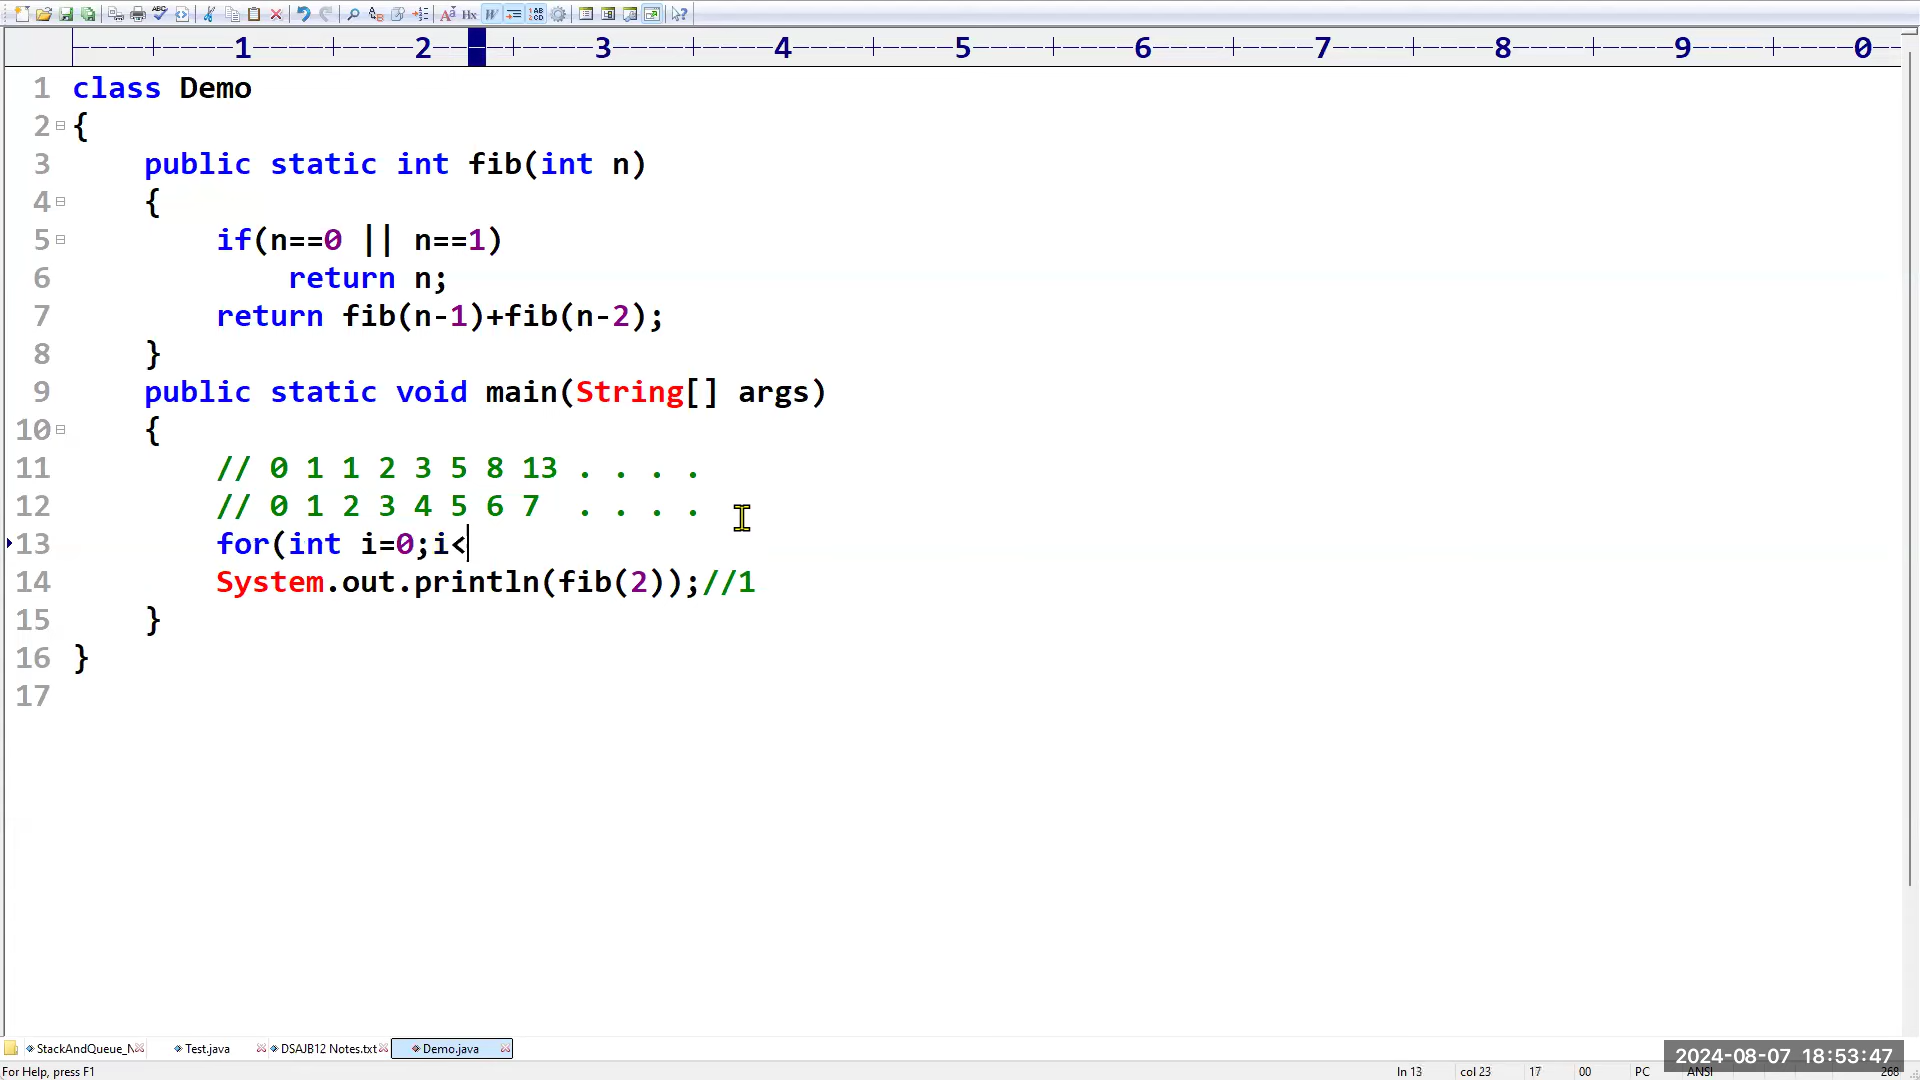 1 2 3 4 5 6 7 8 9 0
1 class Demo
2 {
3 public static int fib(int n)
4 {
5 if(n==0 || n==1)
6 return n;
7 return fib(n-1)+fib(n-2);
8 }
9 public static void main(String[] args)
10 {
11 // 0 1 1 2 3 5 8 13 . . . .
12 // 0 1 2 3 4 5 6 7 . . . .
13 for(int i=0;i<
14 System.out.println(fib(2));//1
15 }
16 }
17
StackAndQueue_N Test.java DSAJB12 Notes.txt Demo.java
2024-08-07 18:53:47
For Help, press F1 ln 13 col 23 17 00 PC ANSI 268